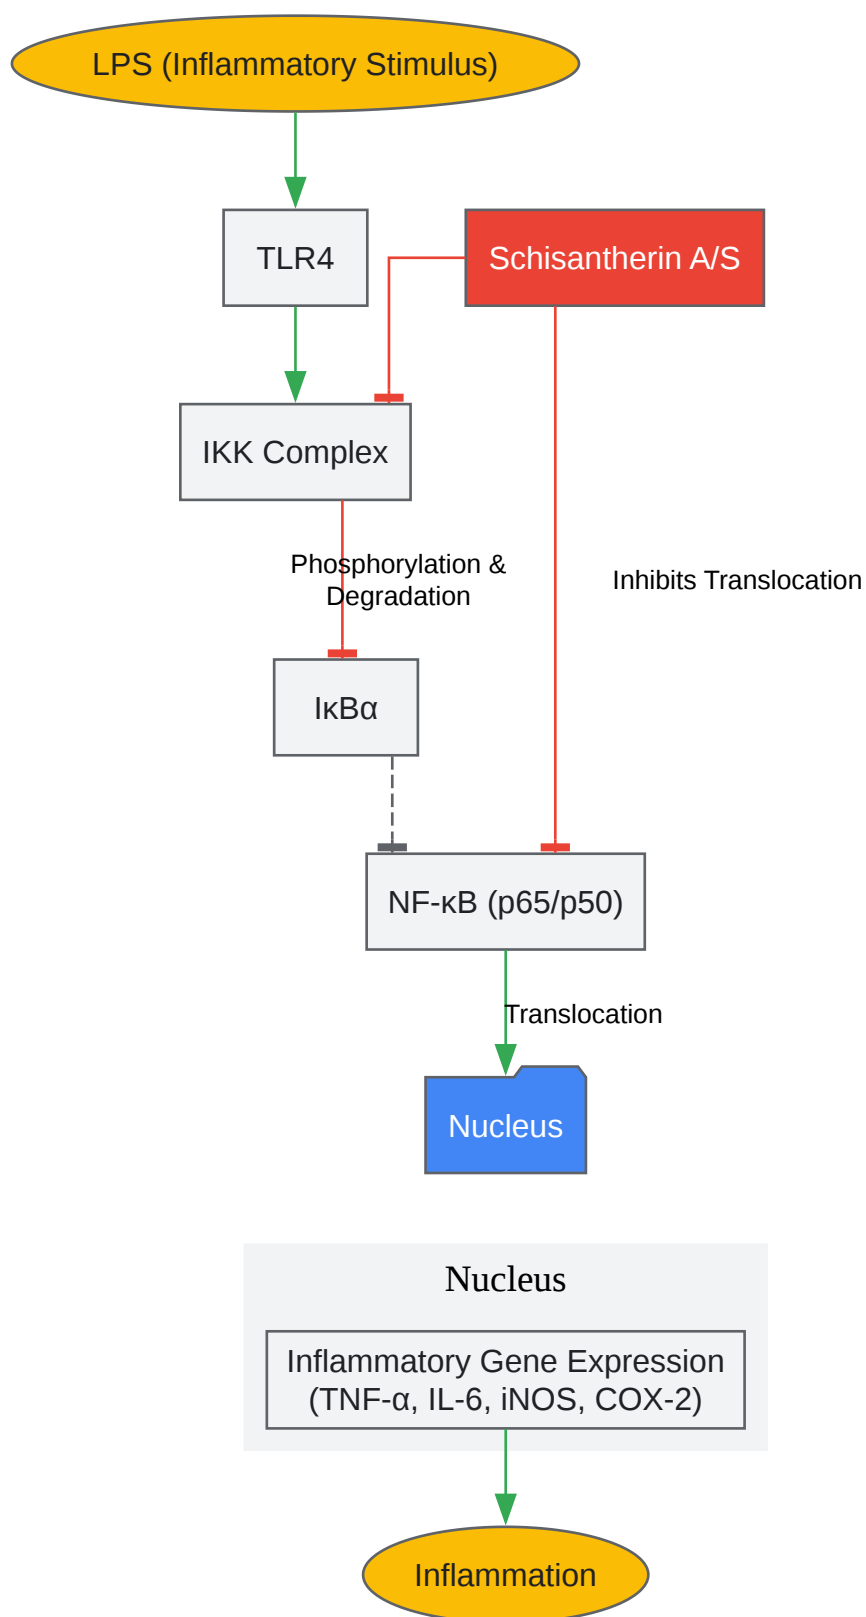 LPS (Inflammatory Stimulus)
TLR4
Schisantherin A/S
IKK Complex
Phosphorylation &
Degradation
Inhibits Translocation
IκBα
NF-κB (p65/p50)
Translocation
Nucleus
Nucleus
Inflammatory Gene Expression
(TNF-α, IL-6, iNOS, COX-2)
Inflammation